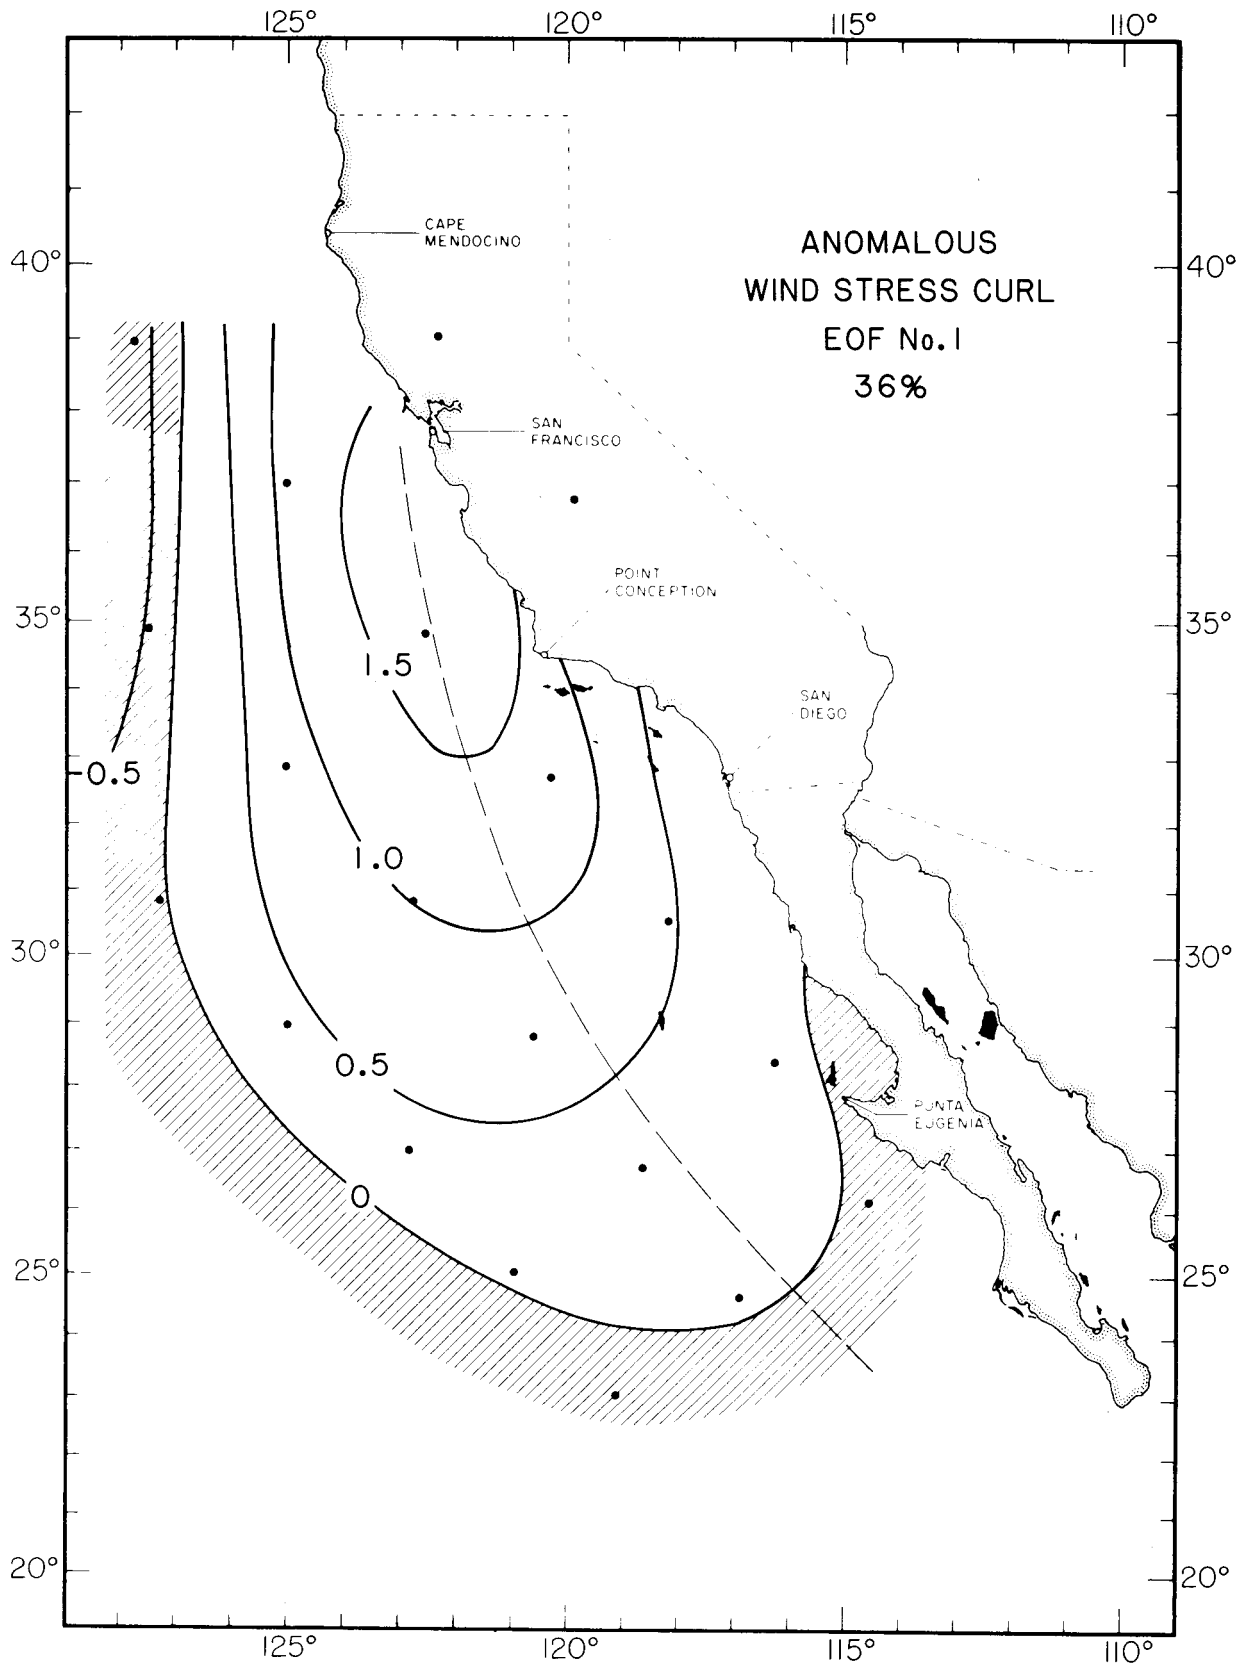 125°
120°
115°
110°
CAPE
MENDOCINO
ANOMALOUS
WIND STRESS CURL
EOF No. 1
36%
40°
40°
SAN
FRANCISCO
POINT
CONCEPTION
35°
35°
1.5
SAN
DIEGO
-0.5
1.0
30°
30°
0.5
PUNTA
EUGENIA
0
25°
25°
20°
20°
125°
120°
115°
110°